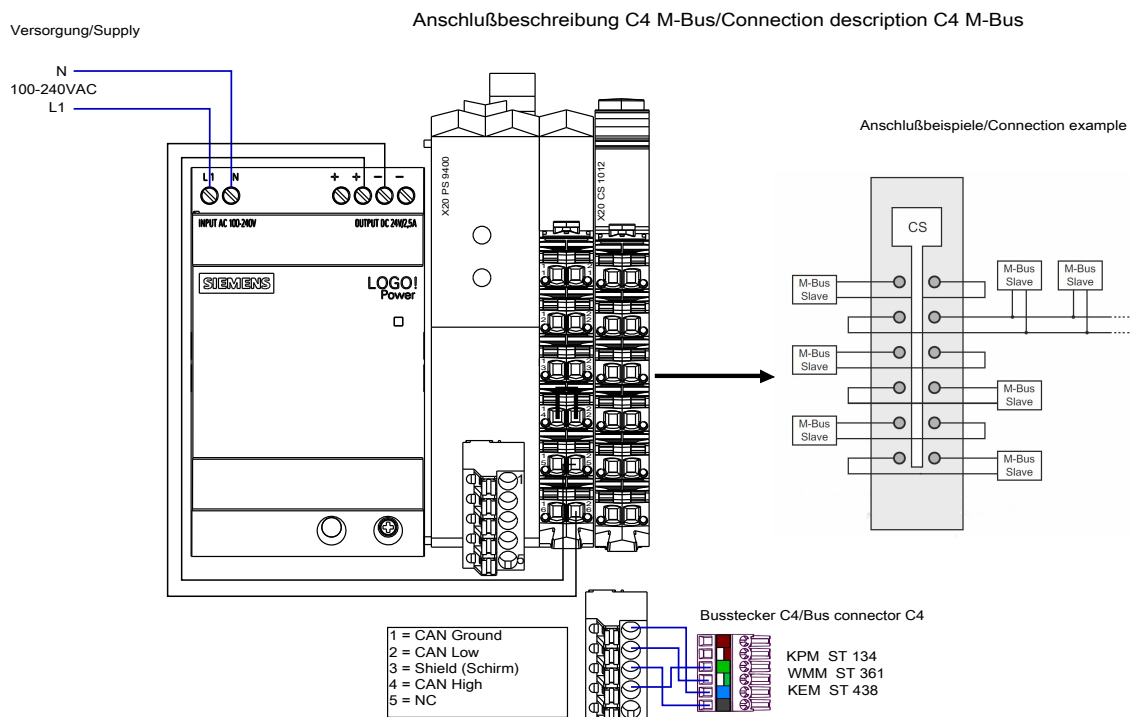 Anschlußbeschreibung C4 M-Bus/Connection description C4 M-Bus
Versorgung/Supply
N
100-240VAC
L1
Anschlußbeispiele/Connection example
L1 N + + – –
INPUT AC 100-240V OUTPUT DC 24V/2,5A
SIEMENS LOGO!
Power
X20 PS 9400
X20 CS 1012
CS
M-Bus
Slave
M-Bus
Slave
M-Bus
Slave
M-Bus
Slave
M-Bus
Slave
M-Bus
Slave
M-Bus
Slave
1
5
Busstecker C4/Bus connector C4
1 = CAN Ground
2 = CAN Low
3 = Shield (Schirm)
4 = CAN High
5 = NC
KPM ST 134
WMM ST 361
KEM ST 438